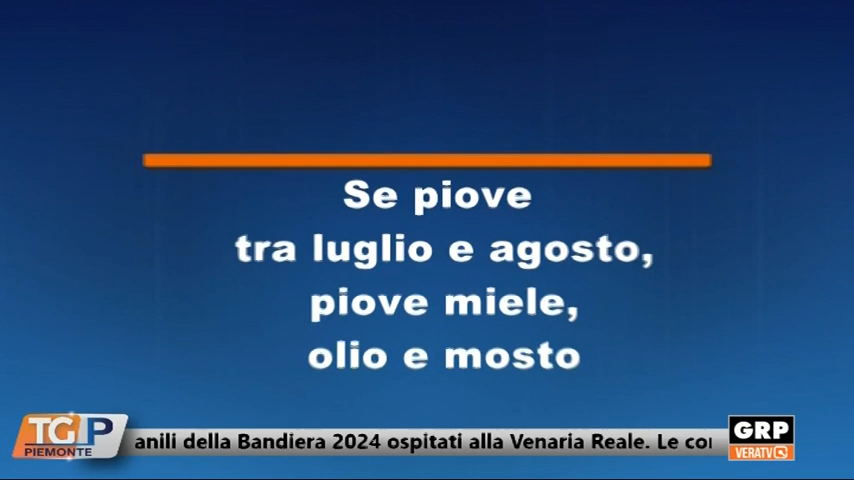 Se piove
tra luglio e agosto,
piove miele,
olio e mosto
TGP
PIEMONTE
anili della Bandiera 2024 ospitati alla Venaria Reale. Le
GRP
VERATV